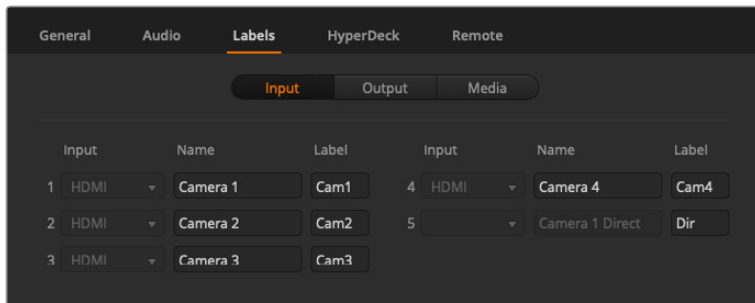 General Audio Labels HyperDeck Remote
Input Output Media
Input Name Label Input Name Label
1 HDMI Camera 1 Cam1 4 HDMI Camera 4 Cam4
2 HDMI Camera 2 Cam2 5 Camera 1 Direct Dir
3 HDMI Camera 3 Cam3